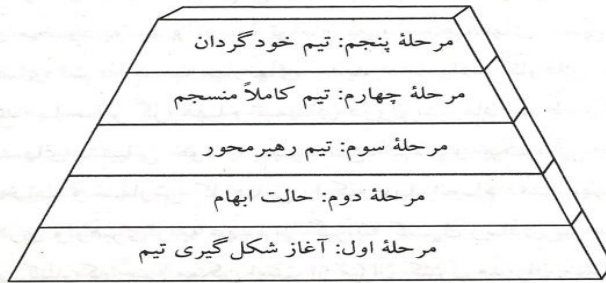 مرحلهٔ پنجم: تیم خودگردان
مرحلهٔ چهارم: تیم کاملاً منسجم
مرحلهٔ سوم: تیم رهبرمحور
مرحلهٔ دوم: حالت ابهام
مرحلهٔ اول: آغاز شکل‌گیری تیم